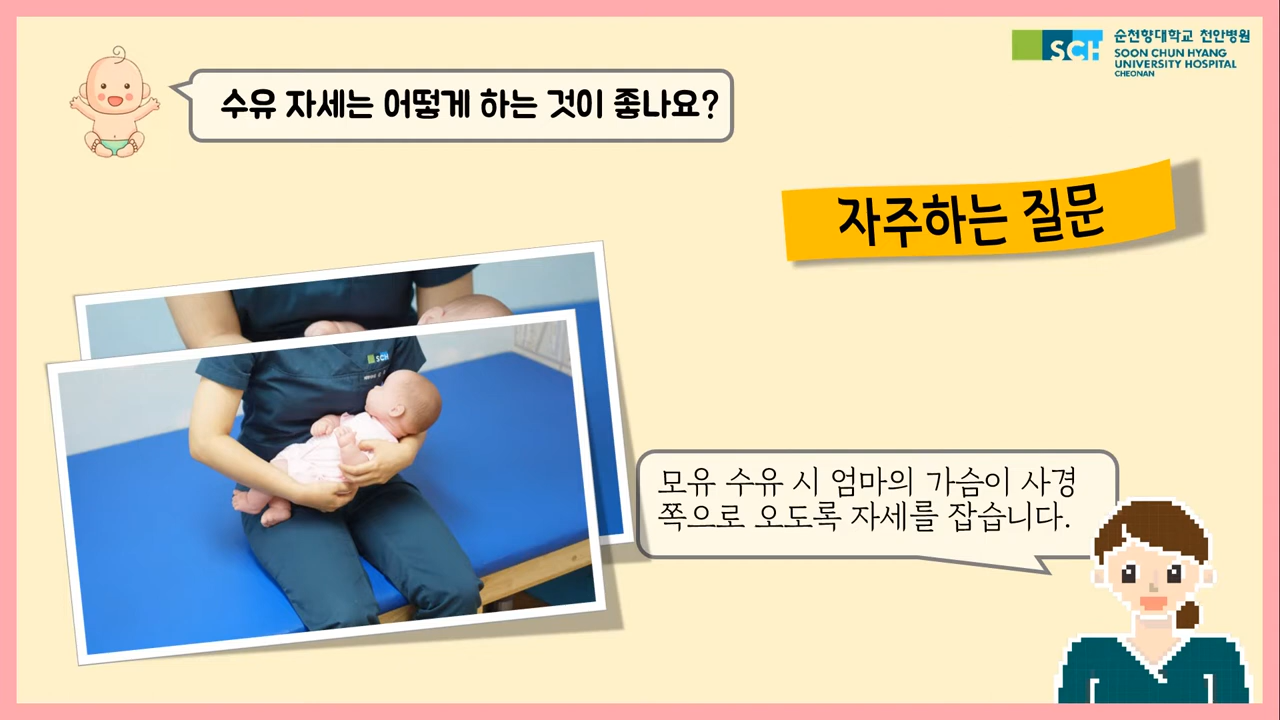 순천향대학교 천안병원
SCH
SOON CHUN HYANG
UNIVERSITY HOSPITAL
CHEONAN
수유 자세는 어떻게 하는 것이 좋나요?
자주하는 질문
SCH
모유 수유 시 엄마의 가슴이 사경
쪽으로 오도록 자세를 잡습니다.